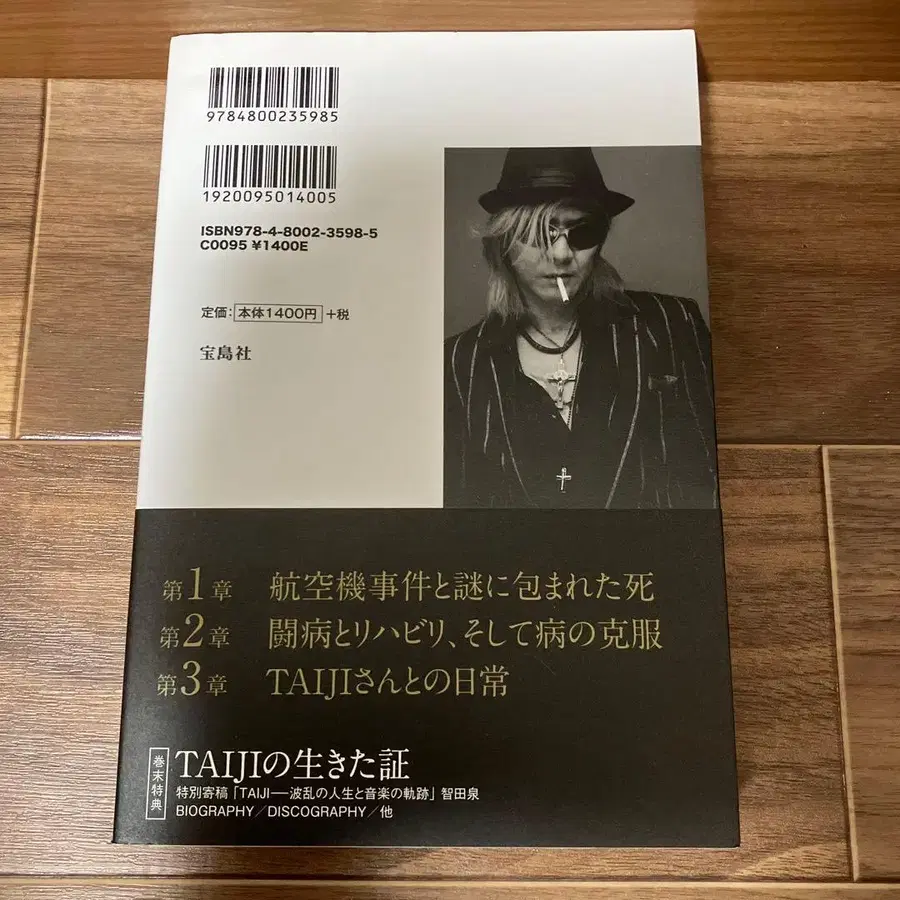 9784800235985
1920095014005
ISBN978-4-8002-3598-5
C0095 ¥1400E
定価：本体1400円+税
宝島社
第1章 航空機事件と謎に包まれた死
第2章 闘病とリハビリ、そして病の克服
第3章 TAIJIさんとの日常
巻末特典
TAIJIの生きた証
特別寄稿「TAIJI──波乱の人生と音楽の軌跡」智田泉
BIOGRAPHY／DISCOGRAPHY／他